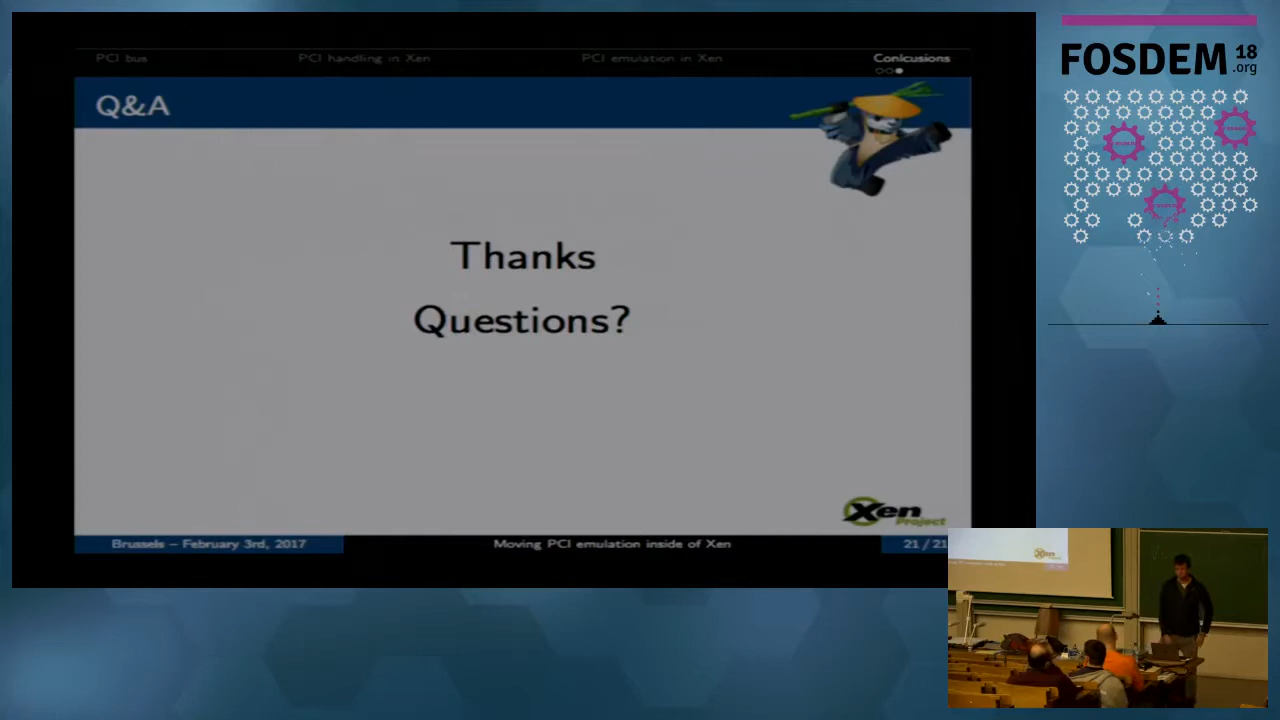 PCI bus
PCI handling in Xen
PCI emulation in Xen
Conlcusions
Q&A
Thanks
Questions?
Xen
Project
Brussels – February 3rd, 2017
Moving PCI emulation inside of Xen
21 / 21
FOSDEM 18
.org
Xen